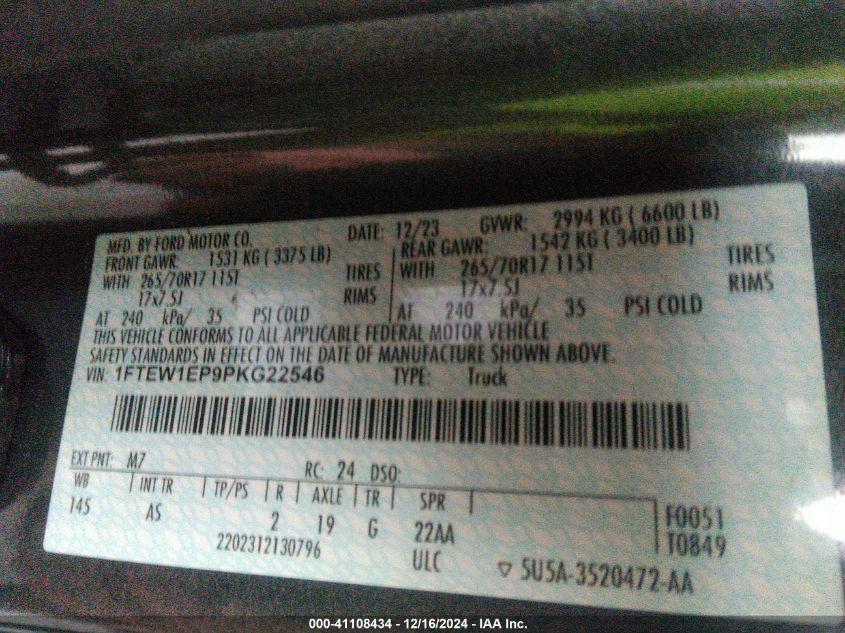 MFD. BY FORD MOTOR CO. DATE: 12/23 GVWR: 2994 KG ( 6600 LB)
FRONT GAWR: 1531 KG ( 3375 LB) REAR GAWR: 1542 KG ( 3400 LB)
WITH 265/70R17 115T TIRES WITH 265/70R17 115T TIRES
17x7.5J RIMS 17x7.5J RIMS
AT 240 kPa/ 35 PSI COLD AT 240 kPa/ 35 PSI COLD
THIS VEHICLE CONFORMS TO ALL APPLICABLE FEDERAL MOTOR VEHICLE
SAFETY STANDARDS IN EFFECT ON THE DATE OF MANUFACTURE SHOWN ABOVE.
VIN: 1FTEW1EP9PKG22546 TYPE: Truck
EXT PNT: M7 RC: 24 DSO:
WB INT TR TP/PS R AXLE TR SPR
145 AS 2 19 G 22AA F0051
2202312130796 ULC T0849
▽ 5U5A-3520472-AA
000-41108434 - 12/16/2024 - IAA Inc.